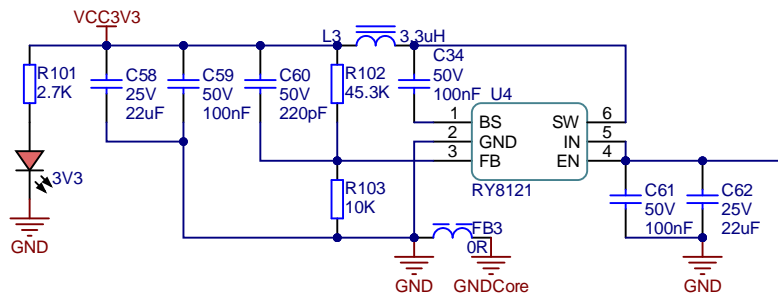 VCC3V3
L3
3.3uH
R101
2.7K
C58
25V
22uF
C59
50V
100nF
C60
50V
220pF
R102
45.3K
C34
50V
100nF
U4
1
BS
SW
6
2
GND
IN
5
3
FB
EN
4
RY8121
3V3
R103
10K
C61
50V
100nF
C62
25V
22uF
FB3
0R
GND
GND
GNDCore
GND